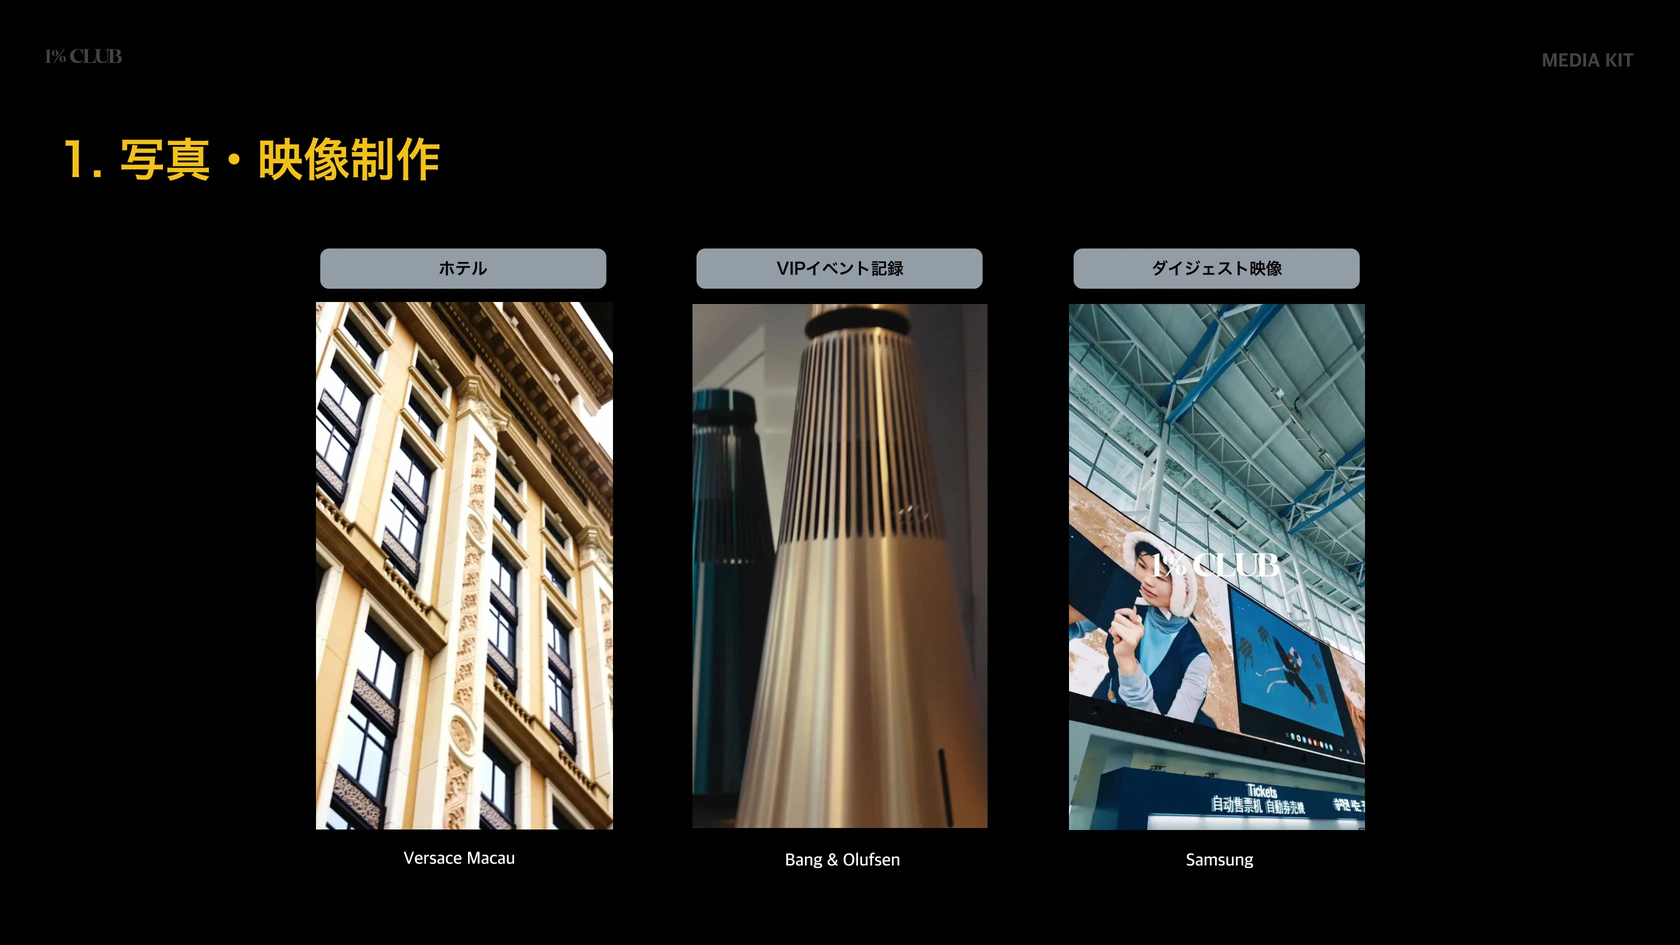 1% CLUB
MEDIA KIT
1. 写真・映像制作
ホテル
VIPイベント記録
ダイジェスト映像
1% CLUB
Tickets
自动售票机 自動券売機
Versace Macau
Bang & Olufsen
Samsung